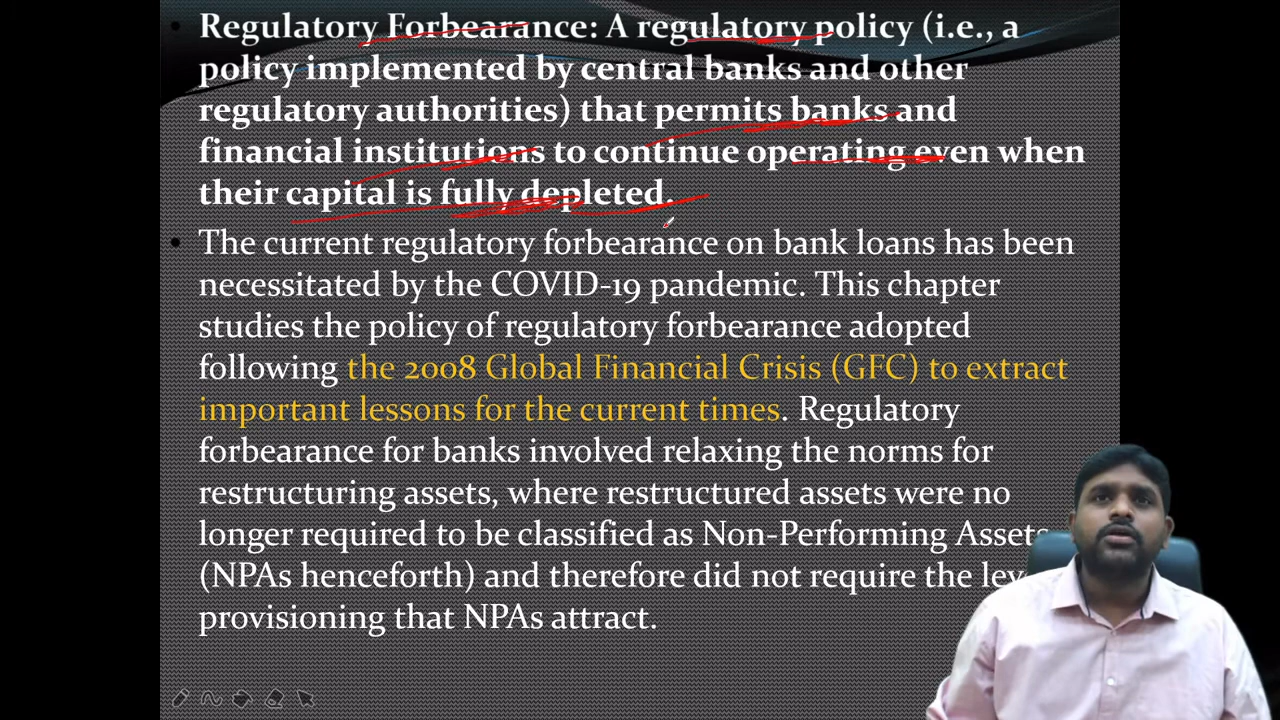 Regulatory Forbearance: A regulatory policy (i.e., a
policy implemented by central banks and other
regulatory authorities) that permits banks and
financial institutions to continue operating even when
their capital is fully depleted.
The current regulatory forbearance on bank loans has been
necessitated by the COVID-19 pandemic. This chapter
studies the policy of regulatory forbearance adopted
following the 2008 Global Financial Crisis (GFC) to extract
important lessons for the current times. Regulatory
forbearance for banks involved relaxing the norms for
restructuring assets, where restructured assets were no
longer required to be classified as Non-Performing Assets
(NPAs henceforth) and therefore did not require the
provisioning that NPAs attract.